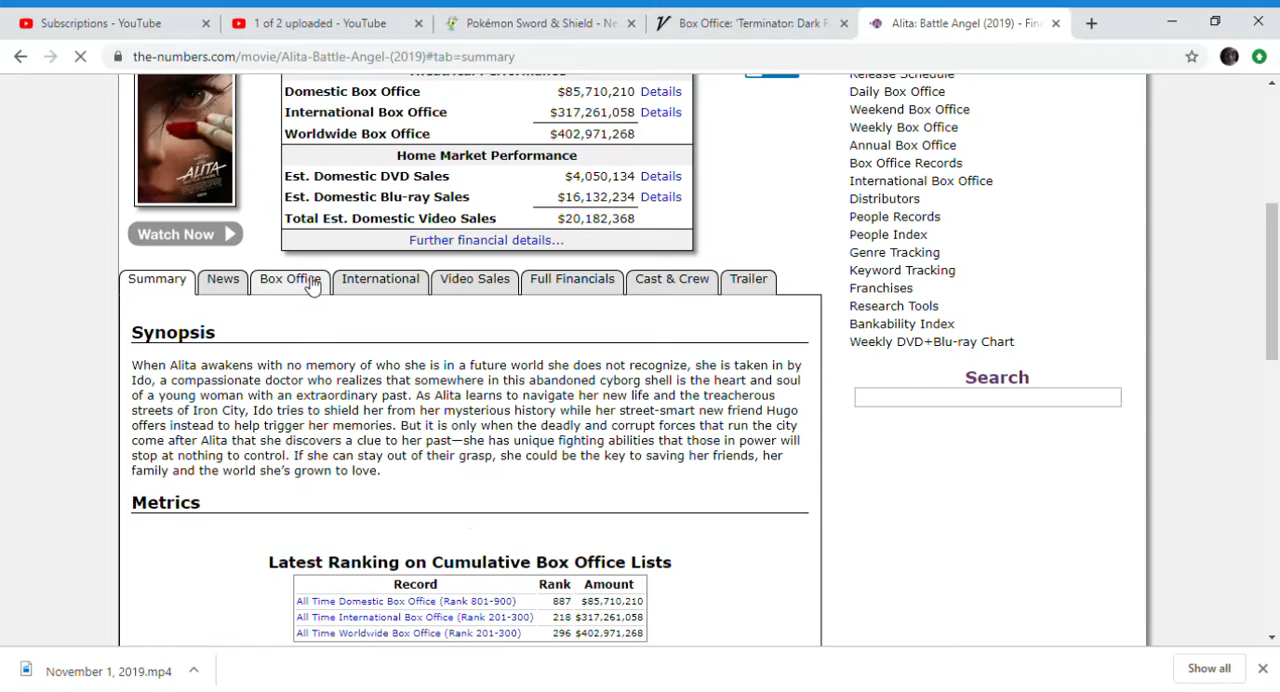 Subscriptions - YouTube
1 of 2 uploaded - YouTube
Pokémon Sword & Shield - Ne
Box Office: 'Terminator: Dark F
Alita: Battle Angel (2019) - Fina
the-numbers.com/movie/Alita-Battle-Angel-(2019)#tab=summary
Theatrical Performance
Domestic Box Office $85,710,210 Details
International Box Office $317,261,058 Details
Worldwide Box Office $402,971,268
Home Market Performance
Est. Domestic DVD Sales $4,050,134 Details
Est. Domestic Blu-ray Sales $16,132,234 Details
Total Est. Domestic Video Sales $20,182,368
Further financial details...
ALITA
Watch Now
Summary
News
Box Office
International
Video Sales
Full Financials
Cast & Crew
Trailer
Synopsis
When Alita awakens with no memory of who she is in a future world she does not recognize, she is taken in by
Ido, a compassionate doctor who realizes that somewhere in this abandoned cyborg shell is the heart and soul
of a young woman with an extraordinary past. As Alita learns to navigate her new life and the treacherous
streets of Iron City, Ido tries to shield her from her mysterious history while her street-smart new friend Hugo
offers instead to help trigger her memories. But it is only when the deadly and corrupt forces that run the city
come after Alita that she discovers a clue to her past—she has unique fighting abilities that those in power will
stop at nothing to control. If she can stay out of their grasp, she could be the key to saving her friends, her
family and the world she's grown to love.
Metrics
Latest Ranking on Cumulative Box Office Lists
Record Rank Amount
All Time Domestic Box Office (Rank 801-900) 887 $85,710,210
All Time International Box Office (Rank 201-300) 218 $317,261,058
All Time Worldwide Box Office (Rank 201-300) 296 $402,971,268
Release Schedule
Daily Box Office
Weekend Box Office
Weekly Box Office
Annual Box Office
Box Office Records
International Box Office
Distributors
People Records
People Index
Genre Tracking
Keyword Tracking
Franchises
Research Tools
Bankability Index
Weekly DVD+Blu-ray Chart
Search
November 1, 2019.mp4
Show all